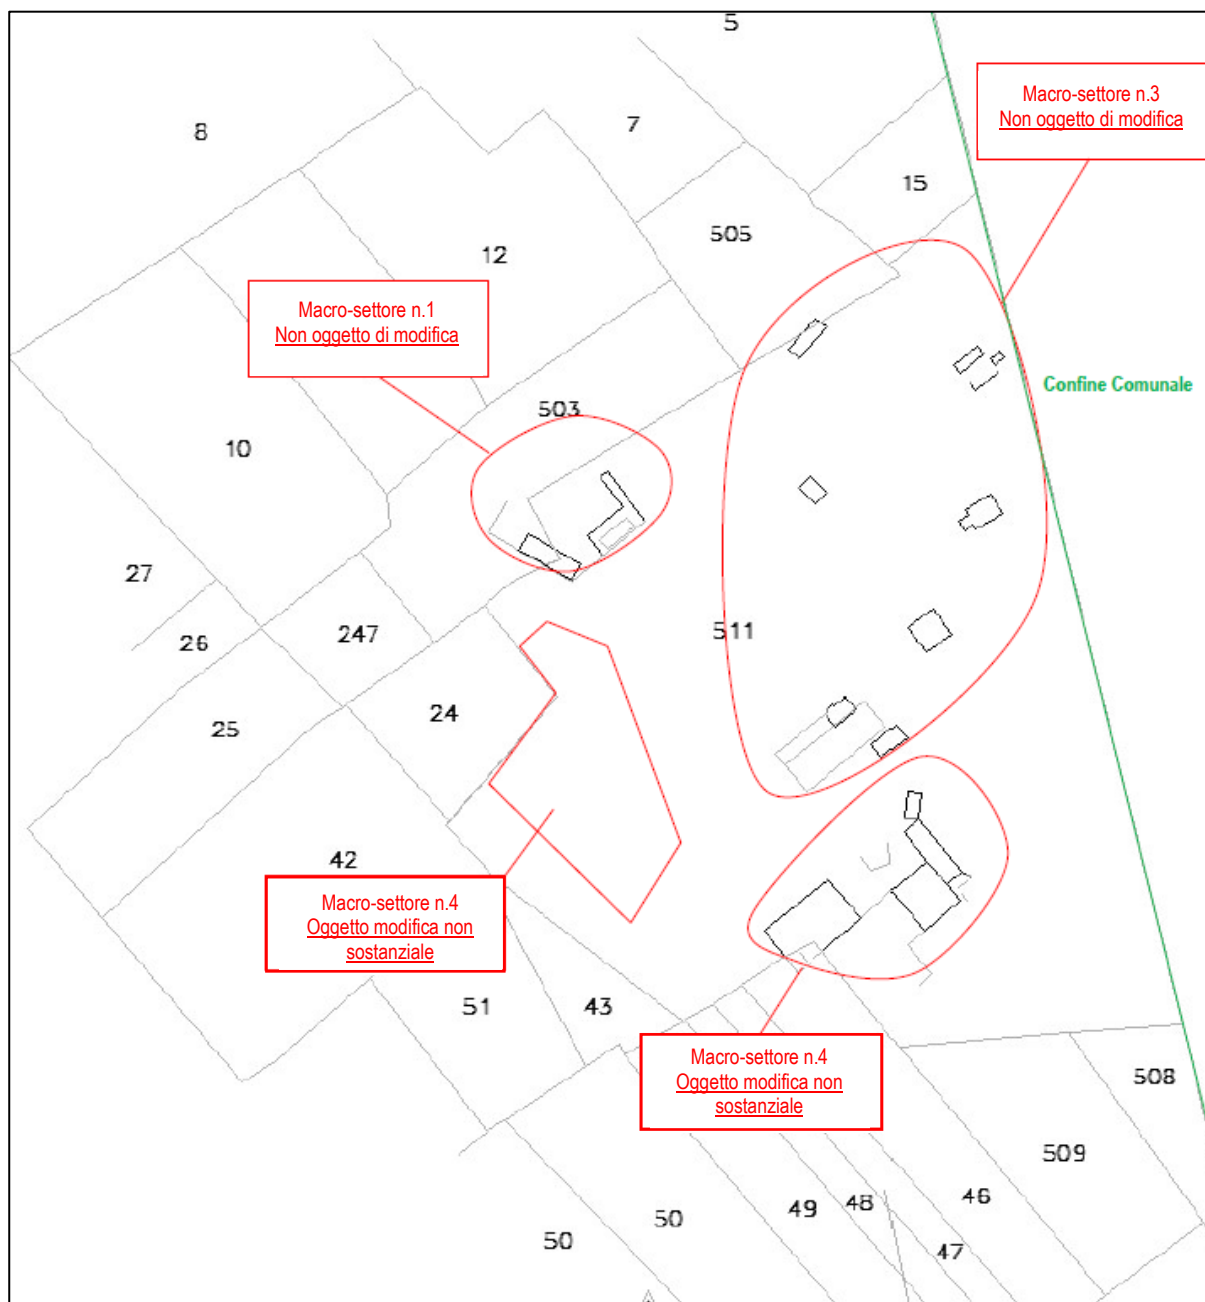 5
Macro-settore n.3
Non oggetto di modifica
8
7
15
505
12
Macro-settore n.1
Non oggetto di modifica
Confine Comunale
503
10
27
26
247
511
24
25
42
Macro-settore n.4
Oggetto modifica non
sostanziale
51
43
Macro-settore n.4
Oggetto modifica non
sostanziale
508
509
46
48
49
50
50
47